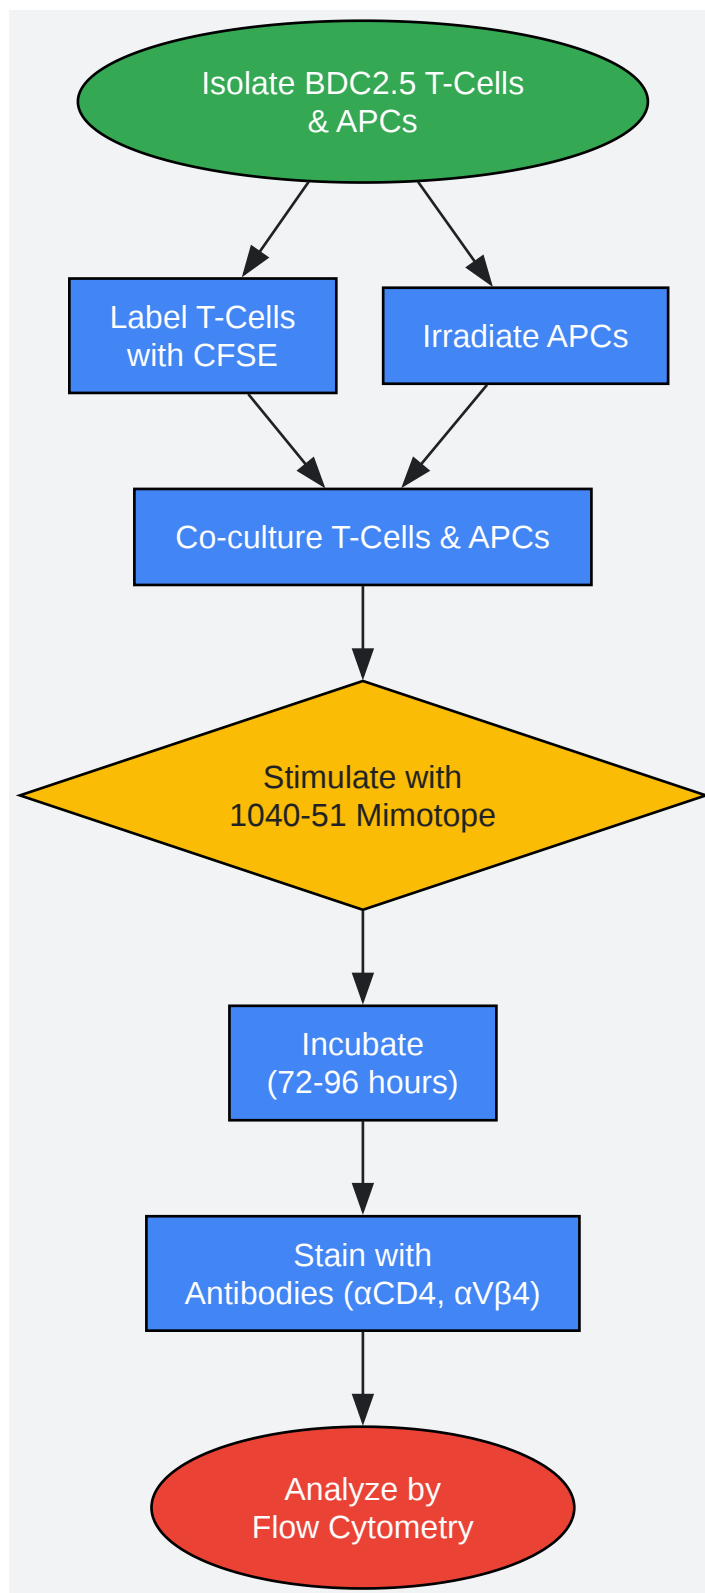 Isolate BDC2.5 T-Cells
& APCs
Label T-Cells
with CFSE
Irradiate APCs
Co-culture T-Cells & APCs
Stimulate with
1040-51 Mimotope
Incubate
(72-96 hours)
Stain with
Antibodies (αCD4, αVβ4)
Analyze by
Flow Cytometry